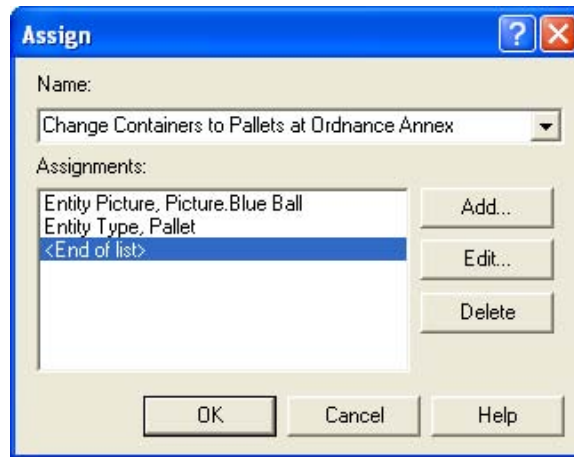 Assign
?
Name:
Change Containers to Pallets at Ordnance Annex
Assignments:
Entity Picture, Picture.Blue Ball
Entity Type, Pallet
<End of list>
Add...
Edit...
Delete
OK Cancel Help